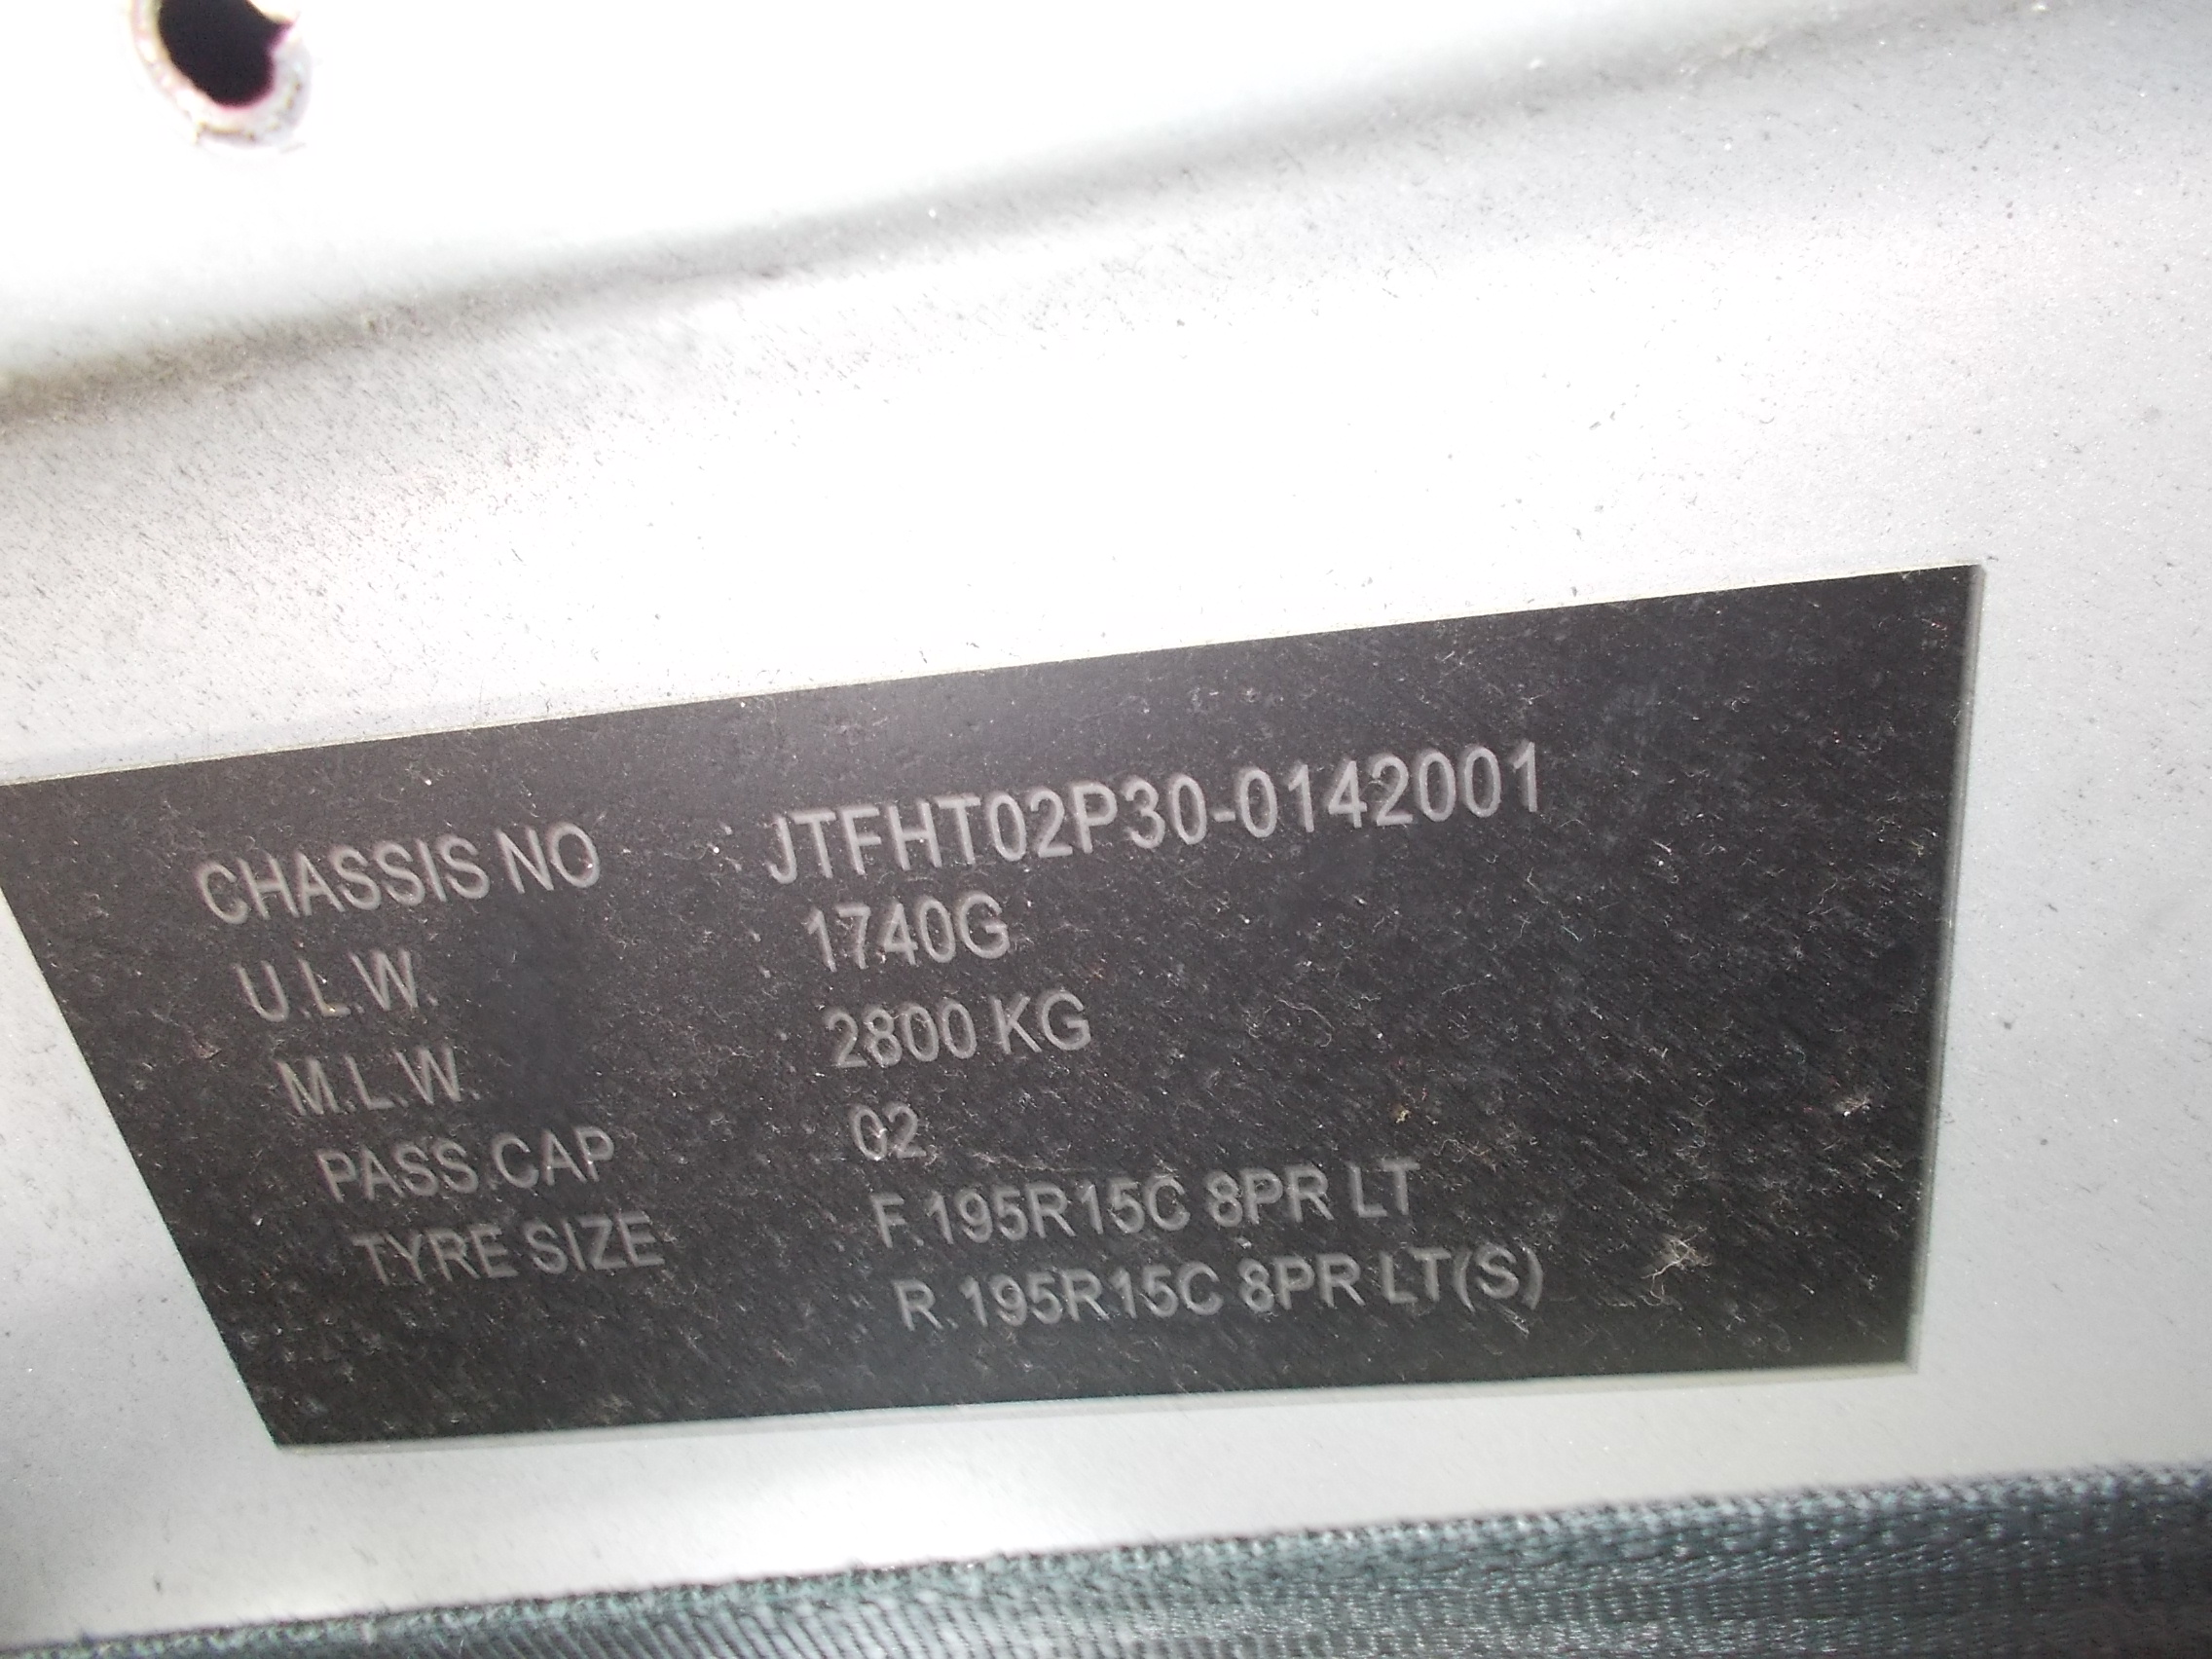 CHASSIS NO : JTFHT02P30-0142001
U.L.W. : 1740G
M.L.W. 2800 KG
PASS.CAP 02
TYRE SIZE F.195R15C 8PR LT
R.195R15C 8PR LT(S)